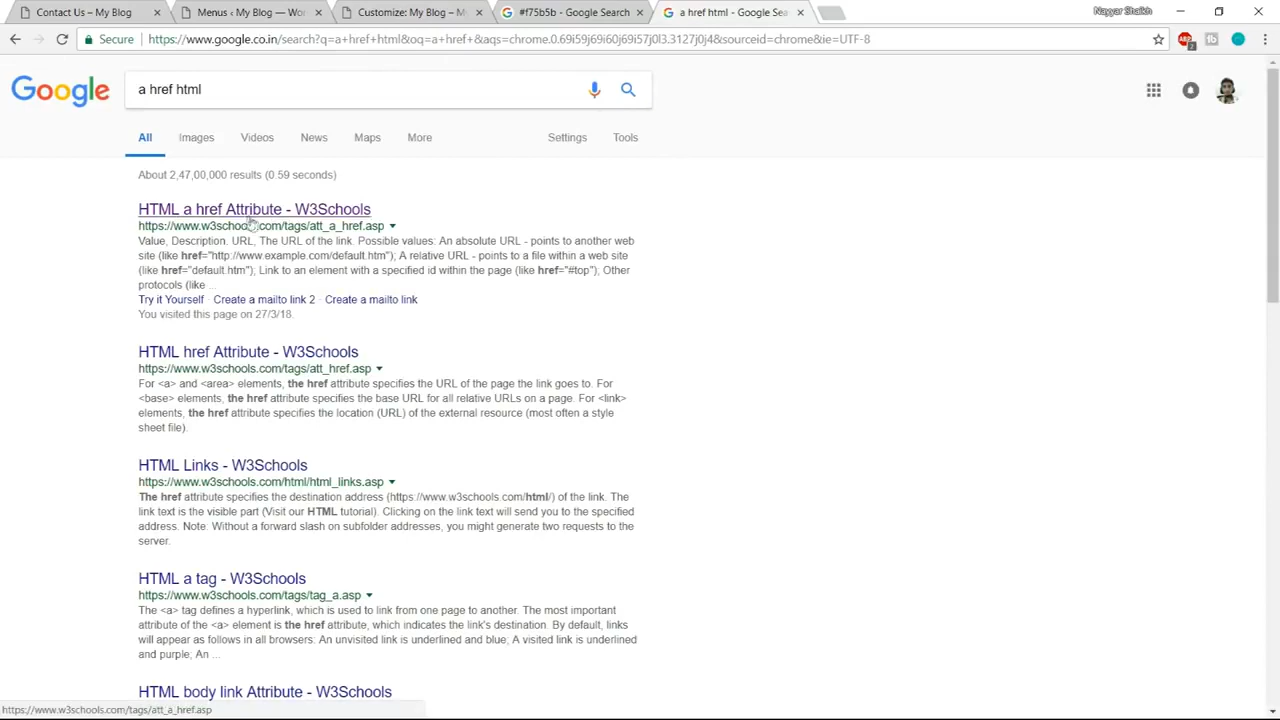 Contact Us – My Blog
Menus ‹ My Blog — Wor
Customize: My Blog – M
#f75b5b - Google Search
a href html - Google Sea
Nayyar Shaikh
Secure
https://www.google.co.in/search?q=a+href+html&oq=a+href+&aqs=chrome.0.69i59j69i60j69i57j0l3.3127j0j4&sourceid=chrome&ie=UTF-8
Google
a href html
All
Images
Videos
News
Maps
More
Settings
Tools
About 2,47,00,000 results (0.59 seconds)
HTML a href Attribute - W3Schools
https://www.w3schools.com/tags/att_a_href.asp
Value, Description. URL, The URL of the link. Possible values: An absolute URL - points to another web
site (like href="http://www.example.com/default.htm"); A relative URL - points to a file within a web site
(like href="default.htm"); Link to an element with a specified id within the page (like href="#top"); Other
protocols (like ...
Try it Yourself · Create a mailto link 2 · Create a mailto link
You visited this page on 27/3/18.
HTML href Attribute - W3Schools
https://www.w3schools.com/tags/att_href.asp
For <a> and <area> elements, the href attribute specifies the URL of the page the link goes to. For
<base> elements, the href attribute specifies the base URL for all relative URLs on a page. For <link>
elements, the href attribute specifies the location (URL) of the external resource (most often a style
sheet file).
HTML Links - W3Schools
https://www.w3schools.com/html/html_links.asp
The href attribute specifies the destination address (https://www.w3schools.com/html/) of the link. The
link text is the visible part (Visit our HTML tutorial). Clicking on the link text will send you to the specified
address. Note: Without a forward slash on subfolder addresses, you might generate two requests to the
server.
HTML a tag - W3Schools
https://www.w3schools.com/tags/tag_a.asp
The <a> tag defines a hyperlink, which is used to link from one page to another. The most important
attribute of the <a> element is the href attribute, which indicates the link's destination. By default, links
will appear as follows in all browsers: An unvisited link is underlined and blue; A visited link is underlined
and purple; An ...
HTML body link Attribute - W3Schools
https://www.w3schools.com/tags/att_a_href.asp